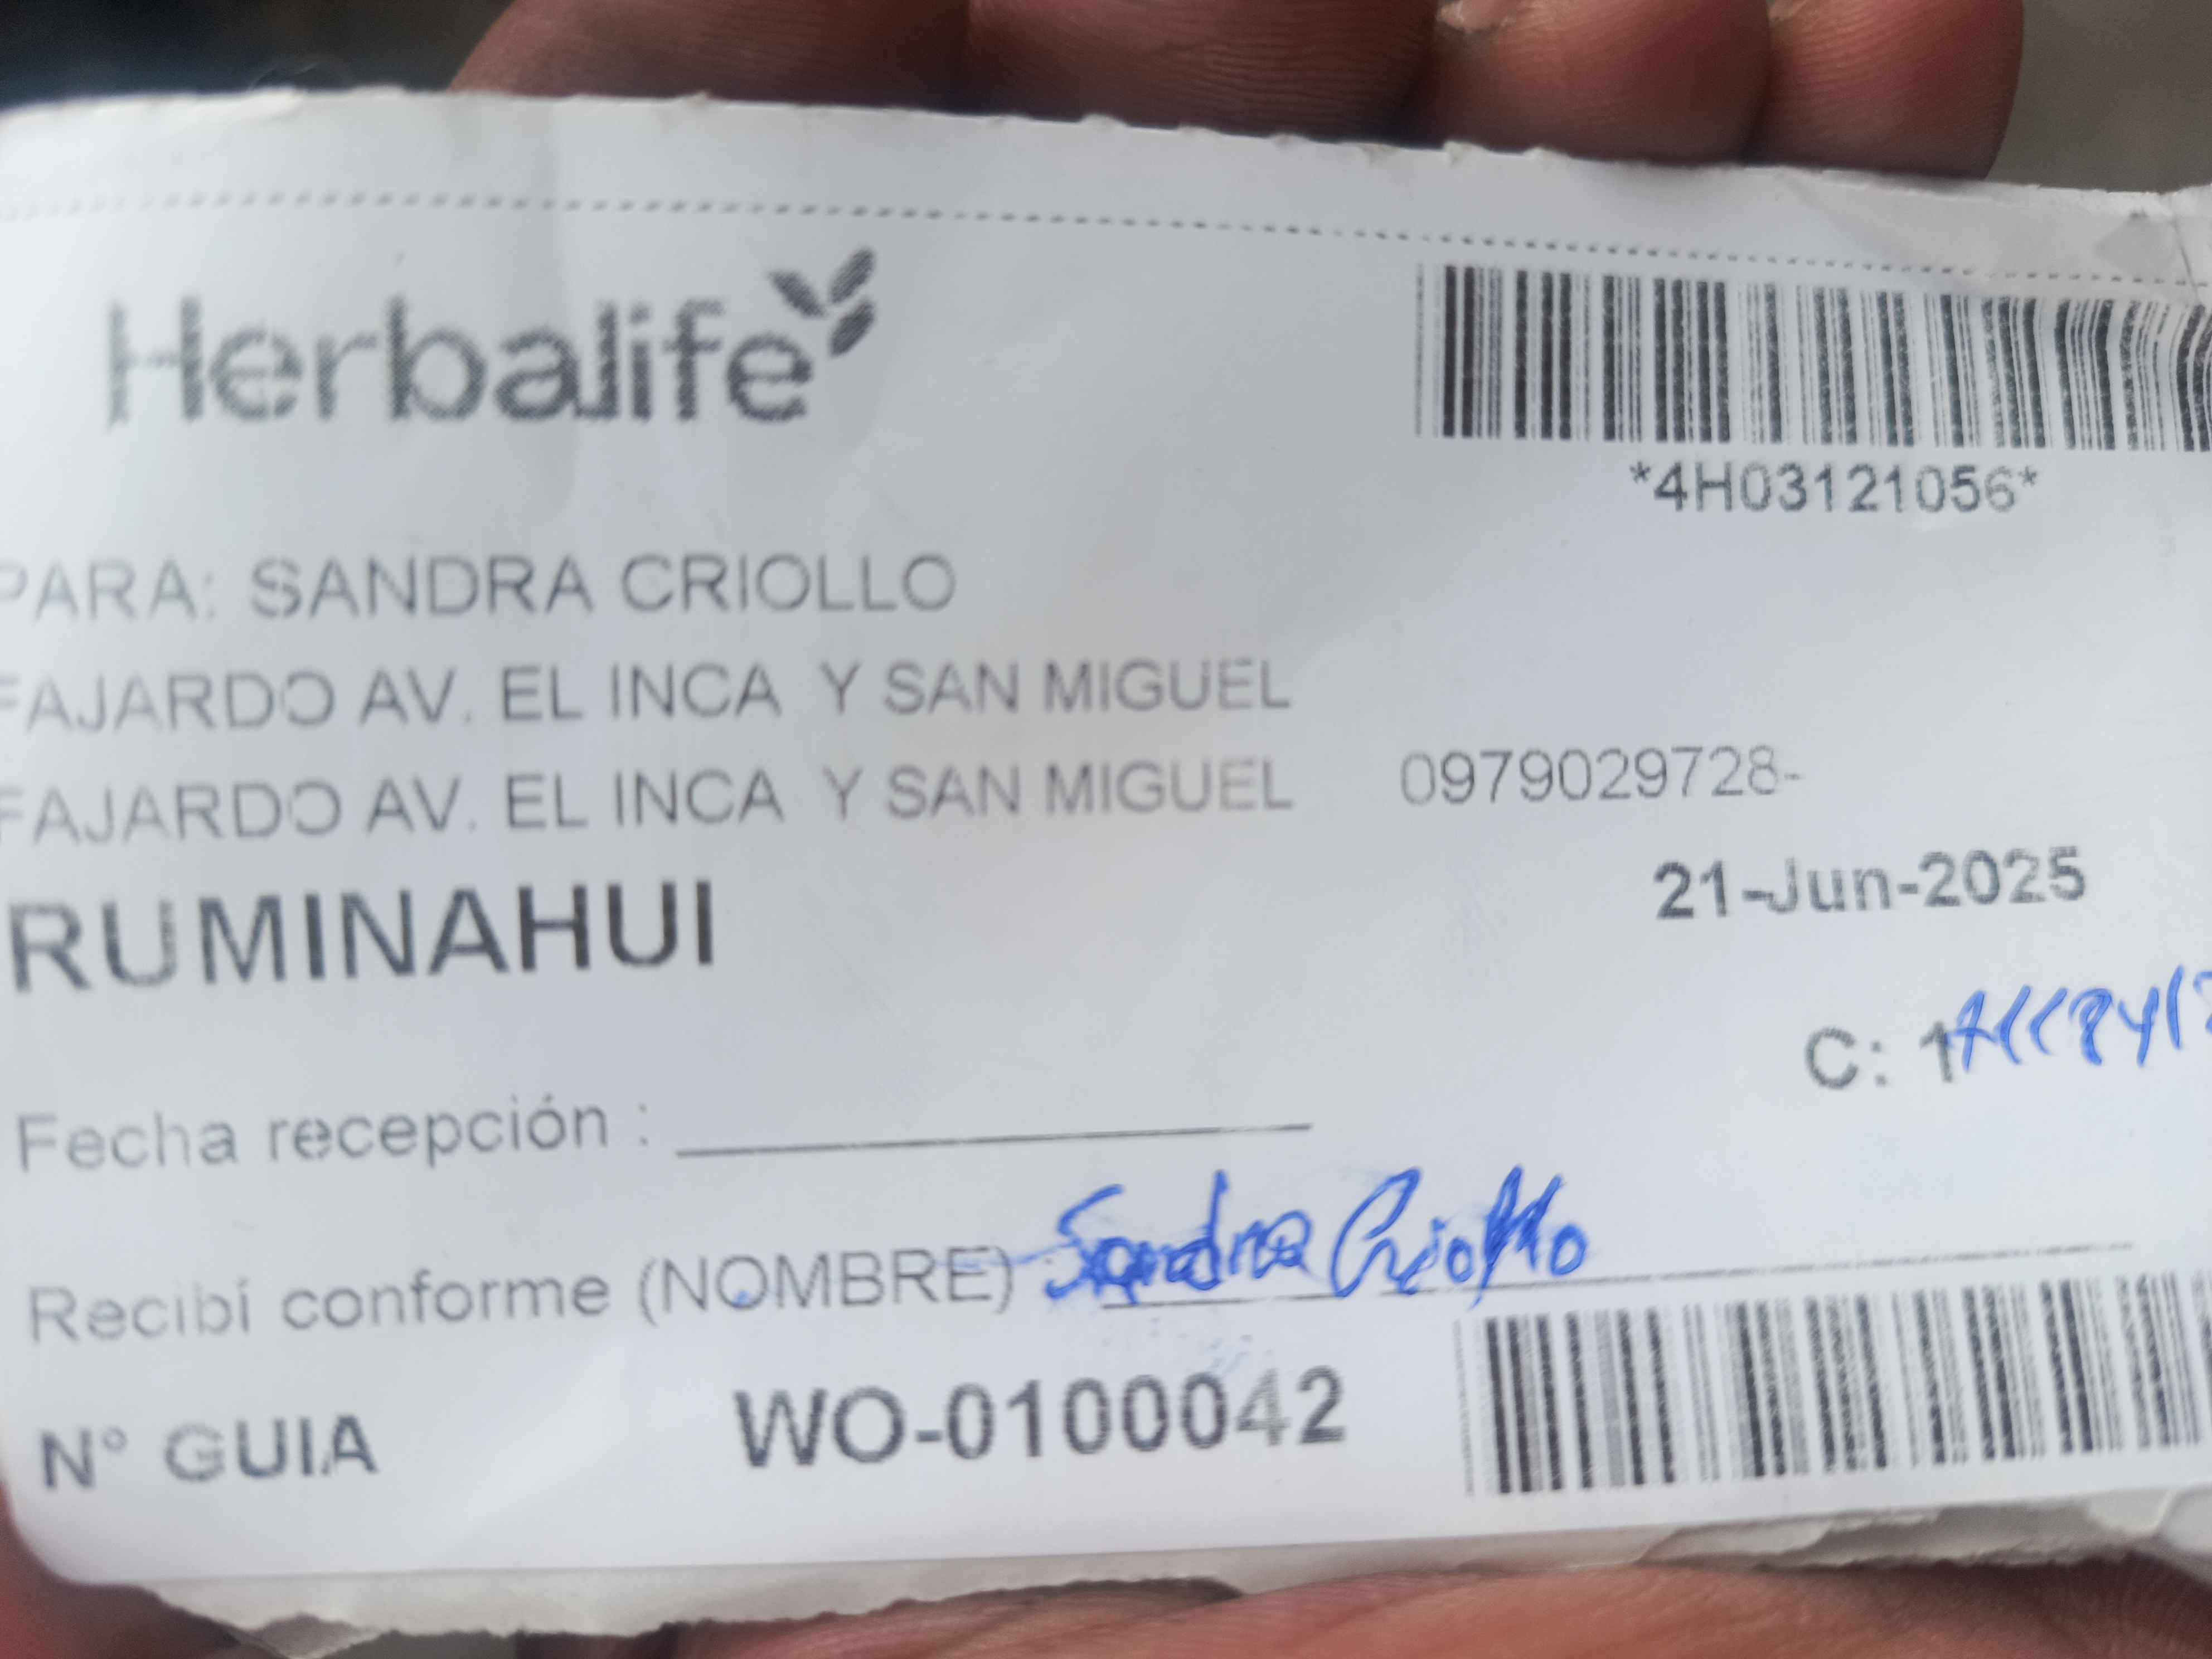 Herbalife
*4H03121056*
PARA: SANDRA CRIOLLO
FAJARDO AV. EL INCA Y SAN MIGUEL
FAJARDO AV. EL INCA Y SAN MIGUEL 0979029728-
RUMINAHUI 21-Jun-2025
C: 1
Fecha recepción :
Recibí conforme (NOMBRE) Sandra Criollo
N° GUIA WO-0100042